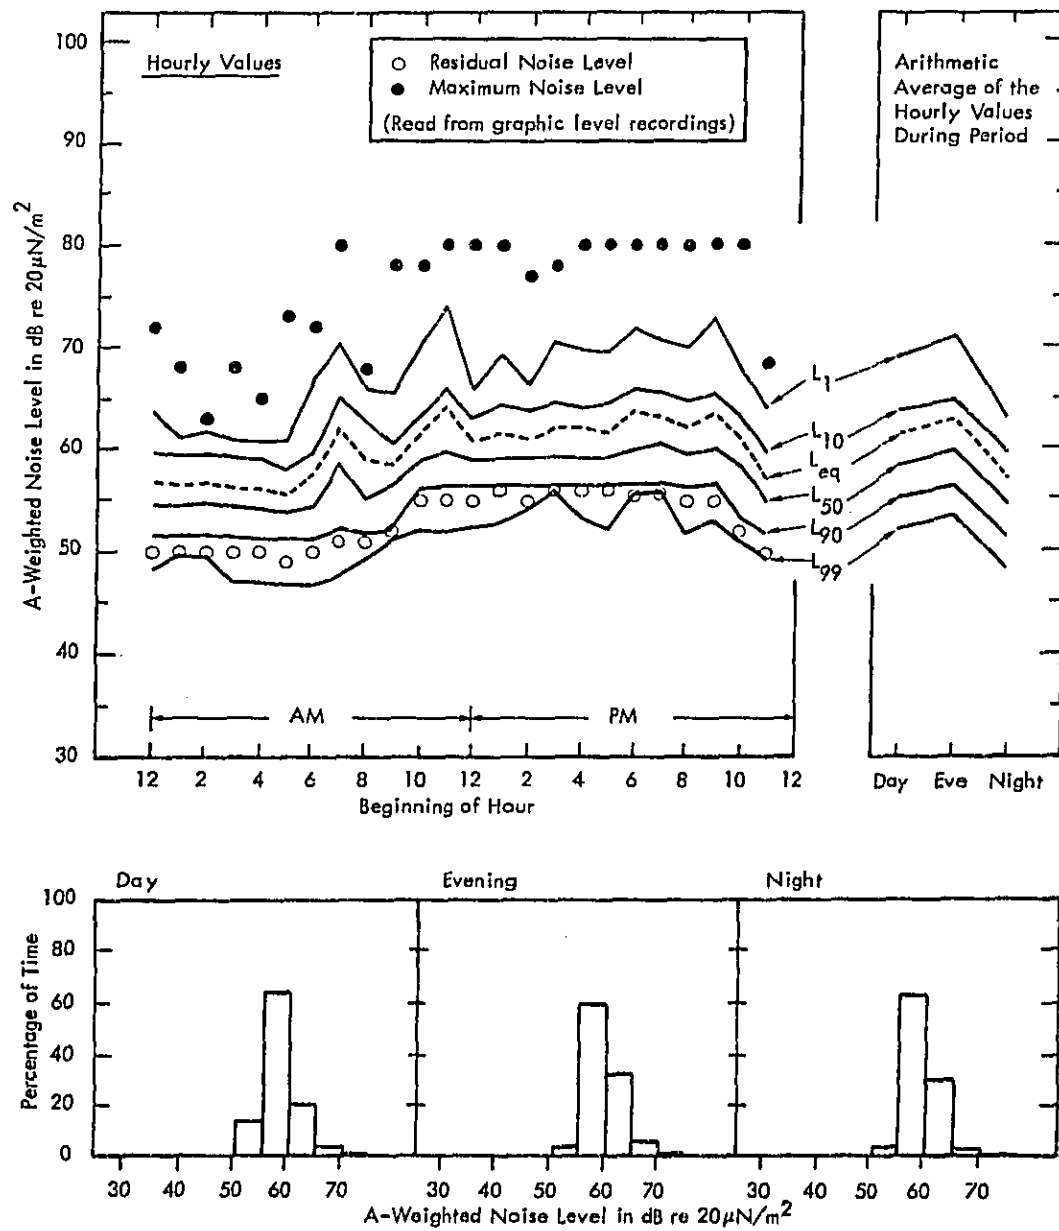 100
90
80
70
60
50
40
30
A-Weighted Noise Level in dB re 20μN/m²
Hourly Values
○ Residual Noise Level
● Maximum Noise Level
(Read from graphic level recordings)
Arithmetic
Average of the
Hourly Values
During Period
L1
L10
Leq
L50
L90
L99
AM PM
12 2 4 6 8 10 12 2 4 6 8 10 12
Beginning of Hour
Day Eve Night
Day Evening Night
100
80
60
40
20
0
Percentage of Time
30 40 50 60 70 30 40 50 60 70 30 40 50 60 70
A-Weighted Noise Level in dB re 20μN/m²